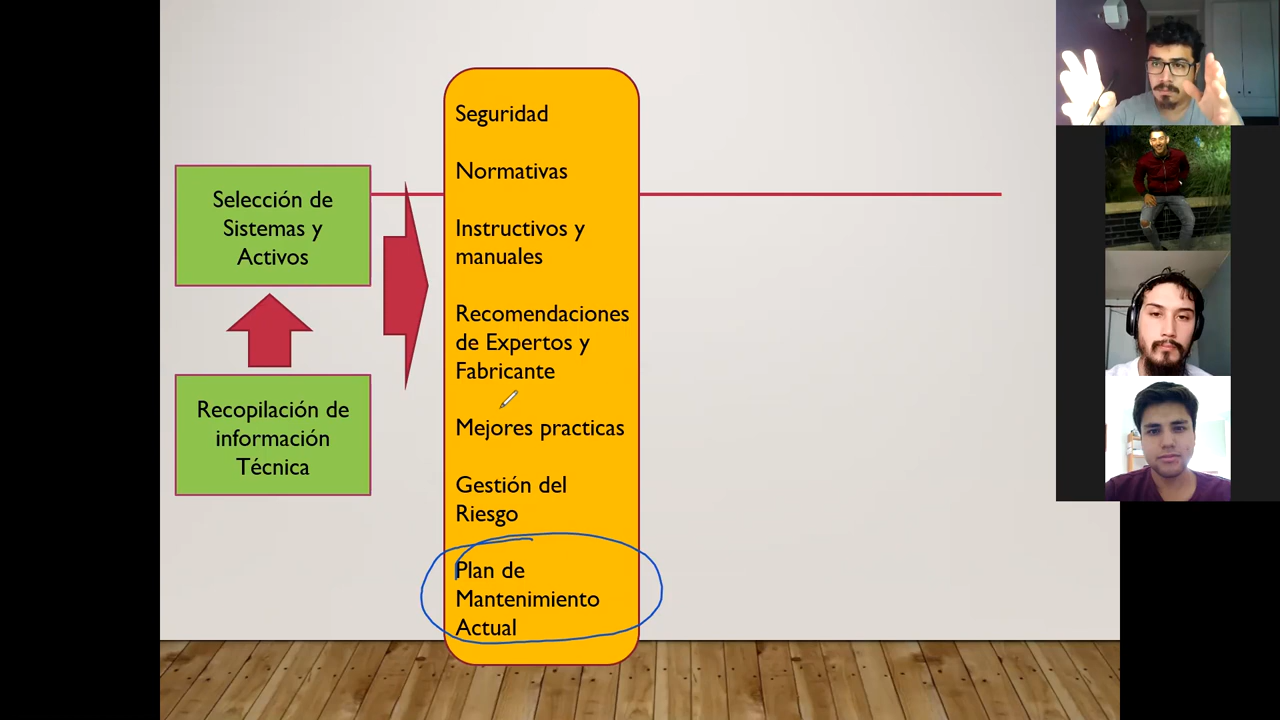 Selección de
Sistemas y
Activos
Recopilación de
información
Técnica
Seguridad
Normativas
Instructivos y
manuales
Recomendaciones
de Expertos y
Fabricante
Mejores practicas
Gestión del
Riesgo
Plan de
Mantenimiento
Actual